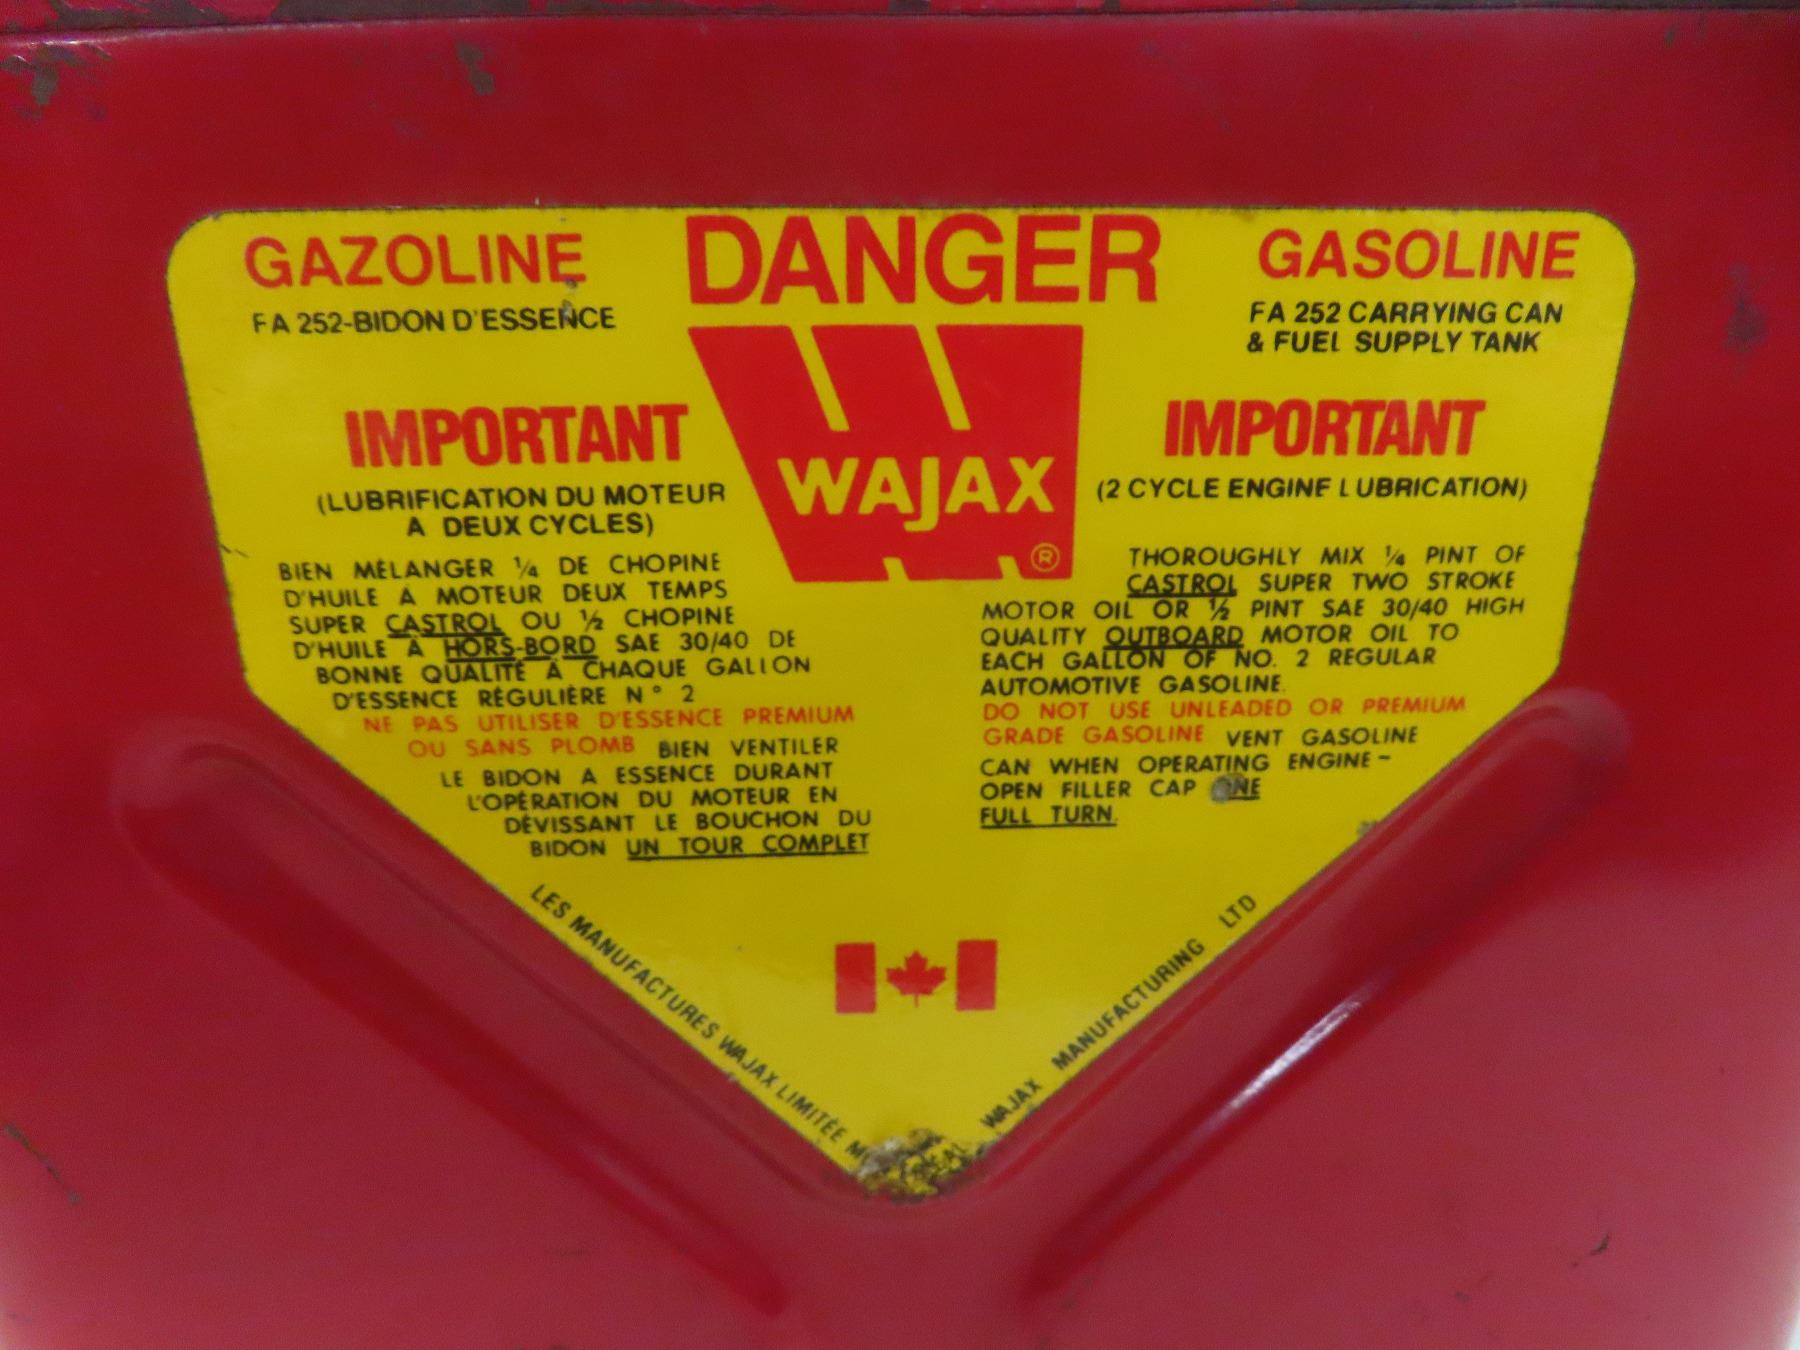 DANGER
GAZOLINE
FA 252-BIDON D'ESSENCE
IMPORTANT
(LUBRIFICATION DU MOTEUR
A DEUX CYCLES)
BIEN MÉLANGER ¼ DE CHOPINE
D'HUILE À MOTEUR DEUX TEMPS
SUPER CASTROL OU ½ CHOPINE
D'HUILE À HORS-BORD SAE 30/40 DE
BONNE QUALITÉ À CHAQUE GALLON
D'ESSENCE RÉGULIÈRE N° 2
NE PAS UTILISER D'ESSENCE PREMIUM
OU SANS PLOMB BIEN VENTILER
LE BIDON A ESSENCE DURANT
L'OPÉRATION DU MOTEUR EN
DÉVISSANT LE BOUCHON DU
BIDON UN TOUR COMPLET
WAJAX
®
GASOLINE
FA 252 CARRYING CAN
& FUEL SUPPLY TANK
IMPORTANT
(2 CYCLE ENGINE LUBRICATION)
THOROUGHLY MIX ¼ PINT OF
CASTROL SUPER TWO STROKE
MOTOR OIL OR ½ PINT SAE 30/40 HIGH
QUALITY OUTBOARD MOTOR OIL TO
EACH GALLON OF NO. 2 REGULAR
AUTOMOTIVE GASOLINE.
DO NOT USE UNLEADED OR PREMIUM
GRADE GASOLINE VENT GASOLINE
CAN WHEN OPERATING ENGINE-
OPEN FILLER CAP ONE
FULL TURN.
LES MANUFACTURES WAJAX LIMITÉE
WAJAX MANUFACTURING LTD